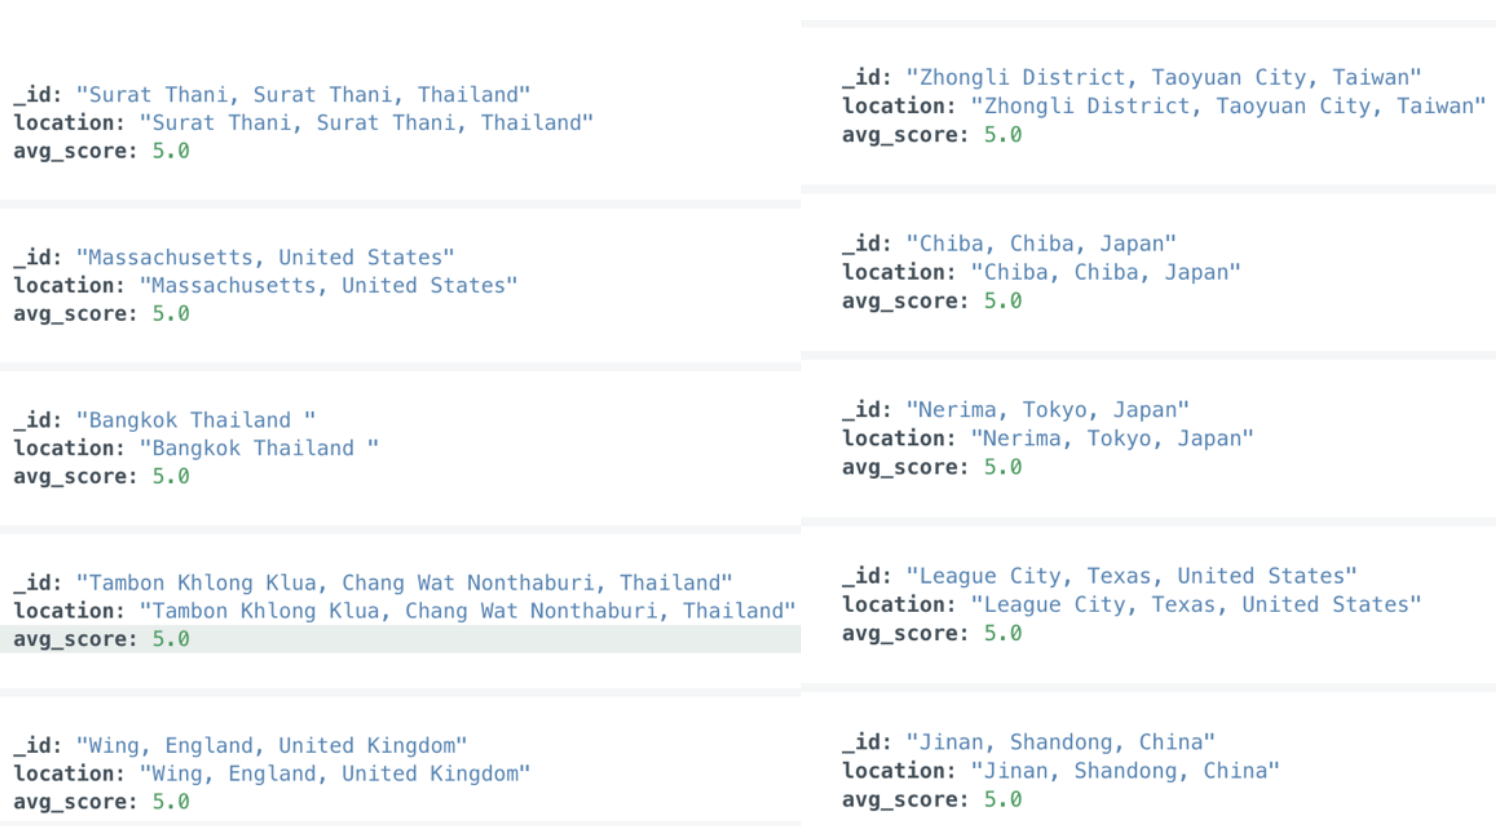 _id: "Surat Thani, Surat Thani, Thailand"
location: "Surat Thani, Surat Thani, Thailand"
avg_score: 5.0
_id: "Massachusetts, United States"
location: "Massachusetts, United States"
avg_score: 5.0
_id: "Bangkok Thailand "
location: "Bangkok Thailand "
avg_score: 5.0
_id: "Tambon Khlong Klua, Chang Wat Nonthaburi, Thailand"
location: "Tambon Khlong Klua, Chang Wat Nonthaburi, Thailand"
avg_score: 5.0
_id: "Wing, England, United Kingdom"
location: "Wing, England, United Kingdom"
avg_score: 5.0
_id: "Zhongli District, Taoyuan City, Taiwan"
location: "Zhongli District, Taoyuan City, Taiwan"
avg_score: 5.0
_id: "Chiba, Chiba, Japan"
location: "Chiba, Chiba, Japan"
avg_score: 5.0
_id: "Nerima, Tokyo, Japan"
location: "Nerima, Tokyo, Japan"
avg_score: 5.0
_id: "League City, Texas, United States"
location: "League City, Texas, United States"
avg_score: 5.0
_id: "Jinan, Shandong, China"
location: "Jinan, Shandong, China"
avg_score: 5.0